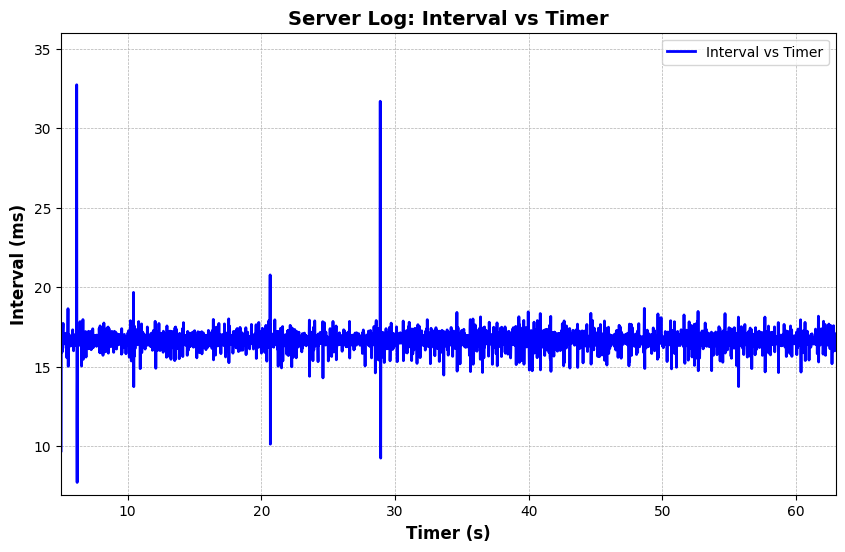 Server Log: Interval vs Timer
Interval vs Timer
Interval (ms)
35
30
25
20
15
10
10 20 30 40 50 60
Timer (s)